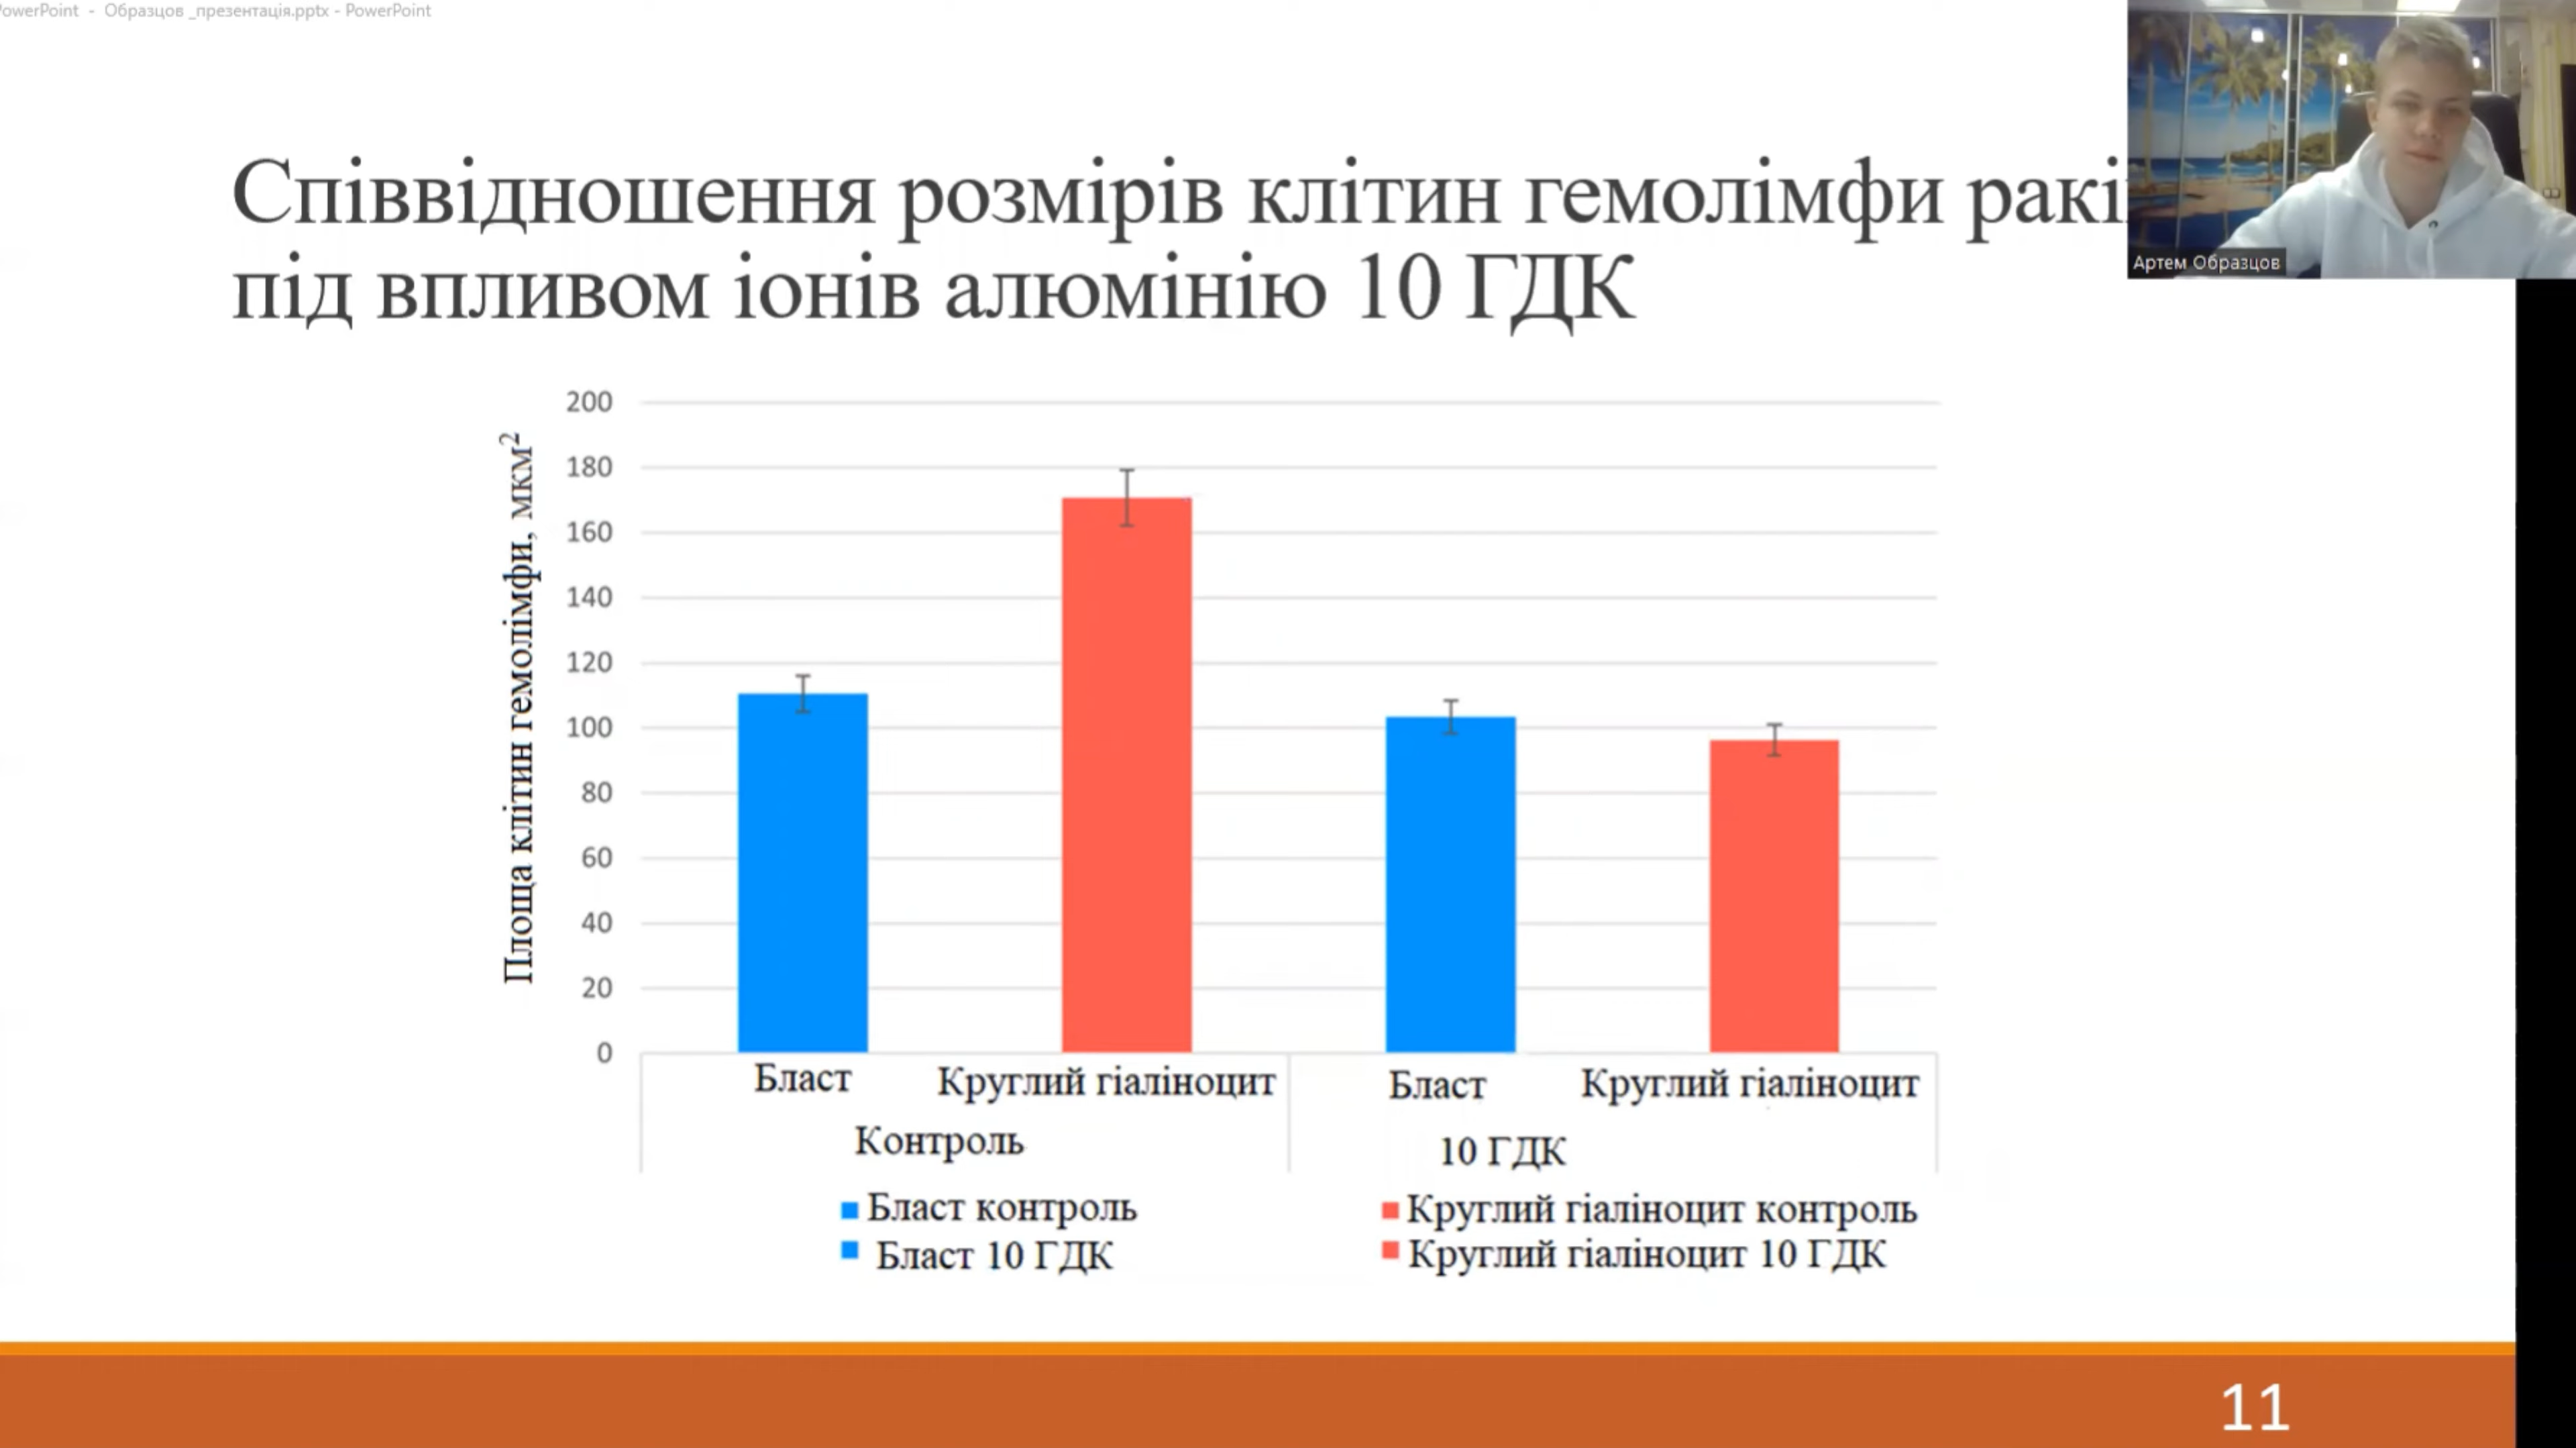 PowerPoint - Образцов _презентація.pptx - PowerPoint
Співвідношення розмірів клітин гемолімфи
під впливом іонів алюмінію 10 ГДК
Артем Образцов
Площа клітин гемолімфи, мкм²
200
180
160
140
120
100
80
60
40
20
0
Бласт Круглий гіаліноцит Бласт Круглий гіаліноцит
Контроль 10 ГДК
Бласт контроль Круглий гіаліноцит контроль
Бласт 10 ГДК Круглий гіаліноцит 10 ГДК
11